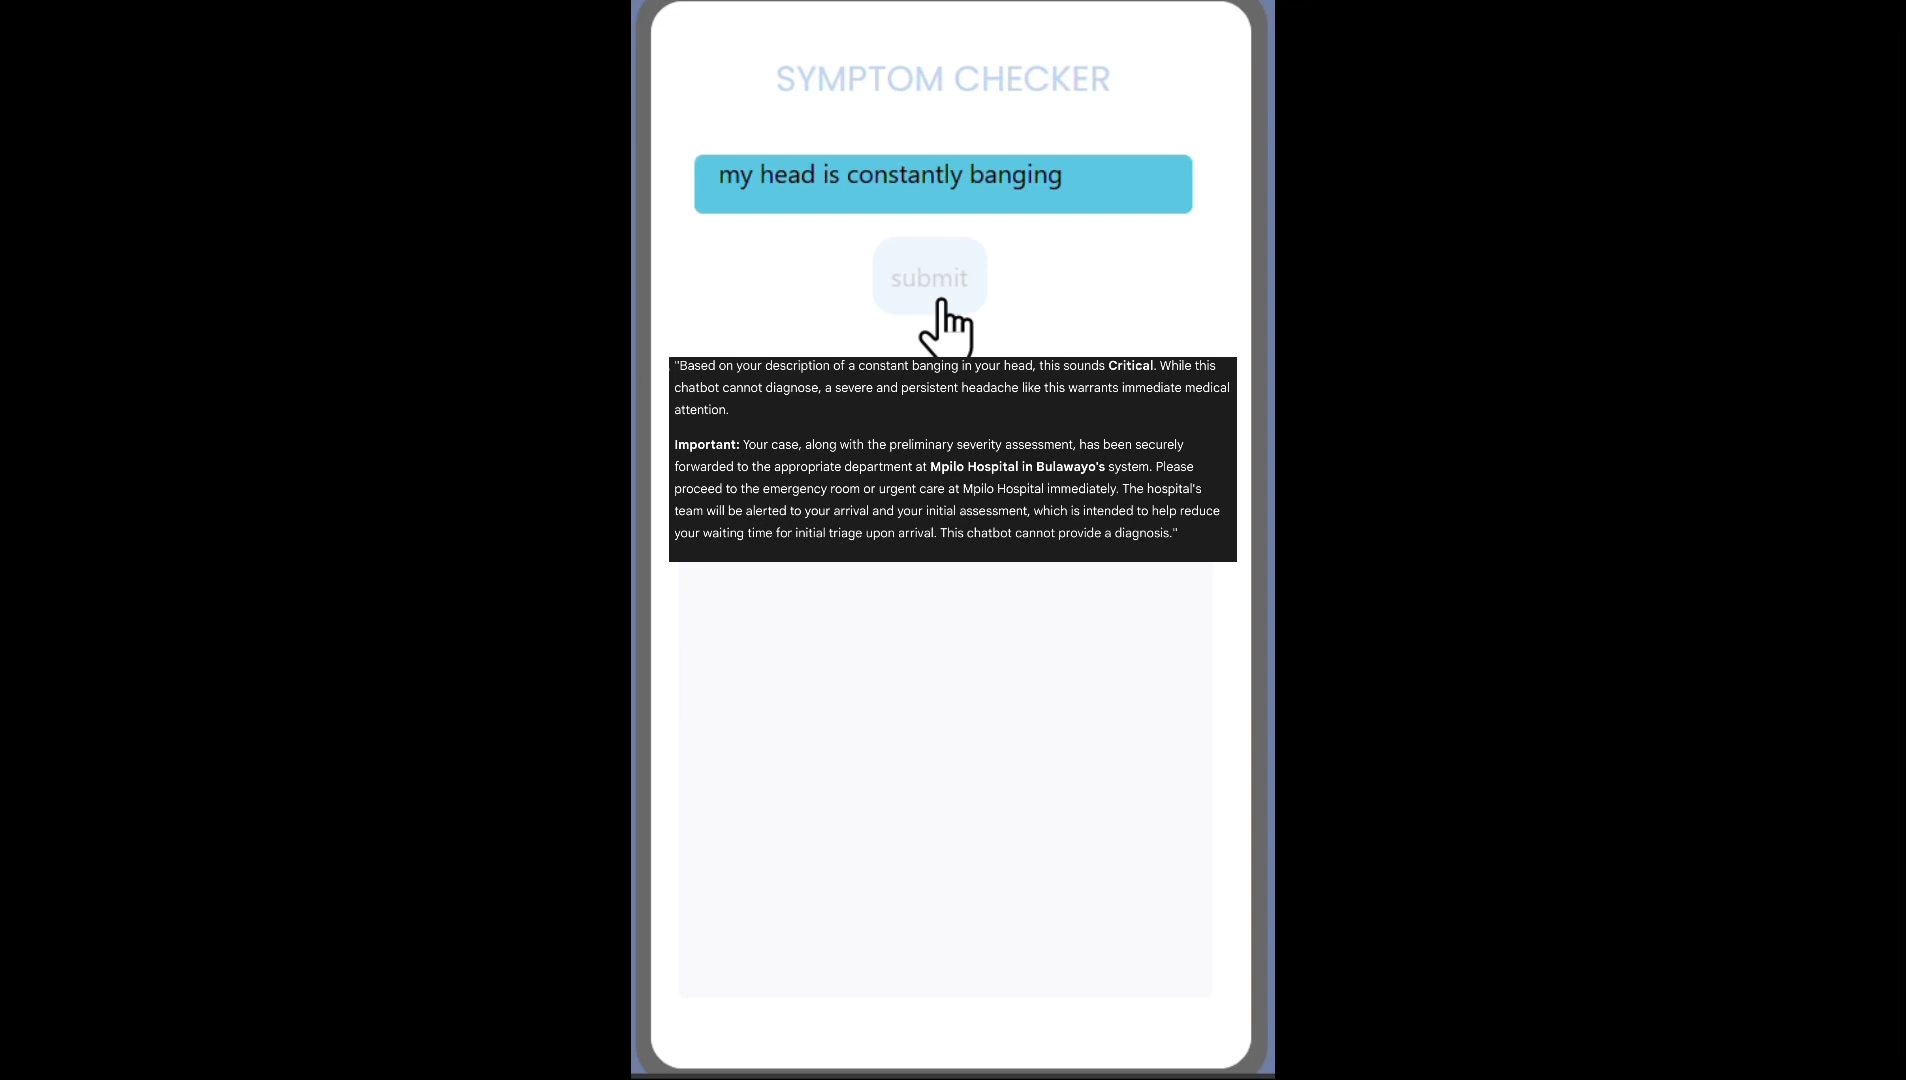 SYMPTOM CHECKER
my head is constantly banging
submit
"Based on your description of a constant banging in your head, this sounds Critical. While this
chatbot cannot diagnose, a severe and persistent headache like this warrants immediate medical
attention.
Important: Your case, along with the preliminary severity assessment, has been securely
forwarded to the appropriate department at Mpilo Hospital in Bulawayo's system. Please
proceed to the emergency room or urgent care at Mpilo Hospital immediately. The hospital's
team will be alerted to your arrival and your initial assessment, which is intended to help reduce
your waiting time for initial triage upon arrival. This chatbot cannot provide a diagnosis."